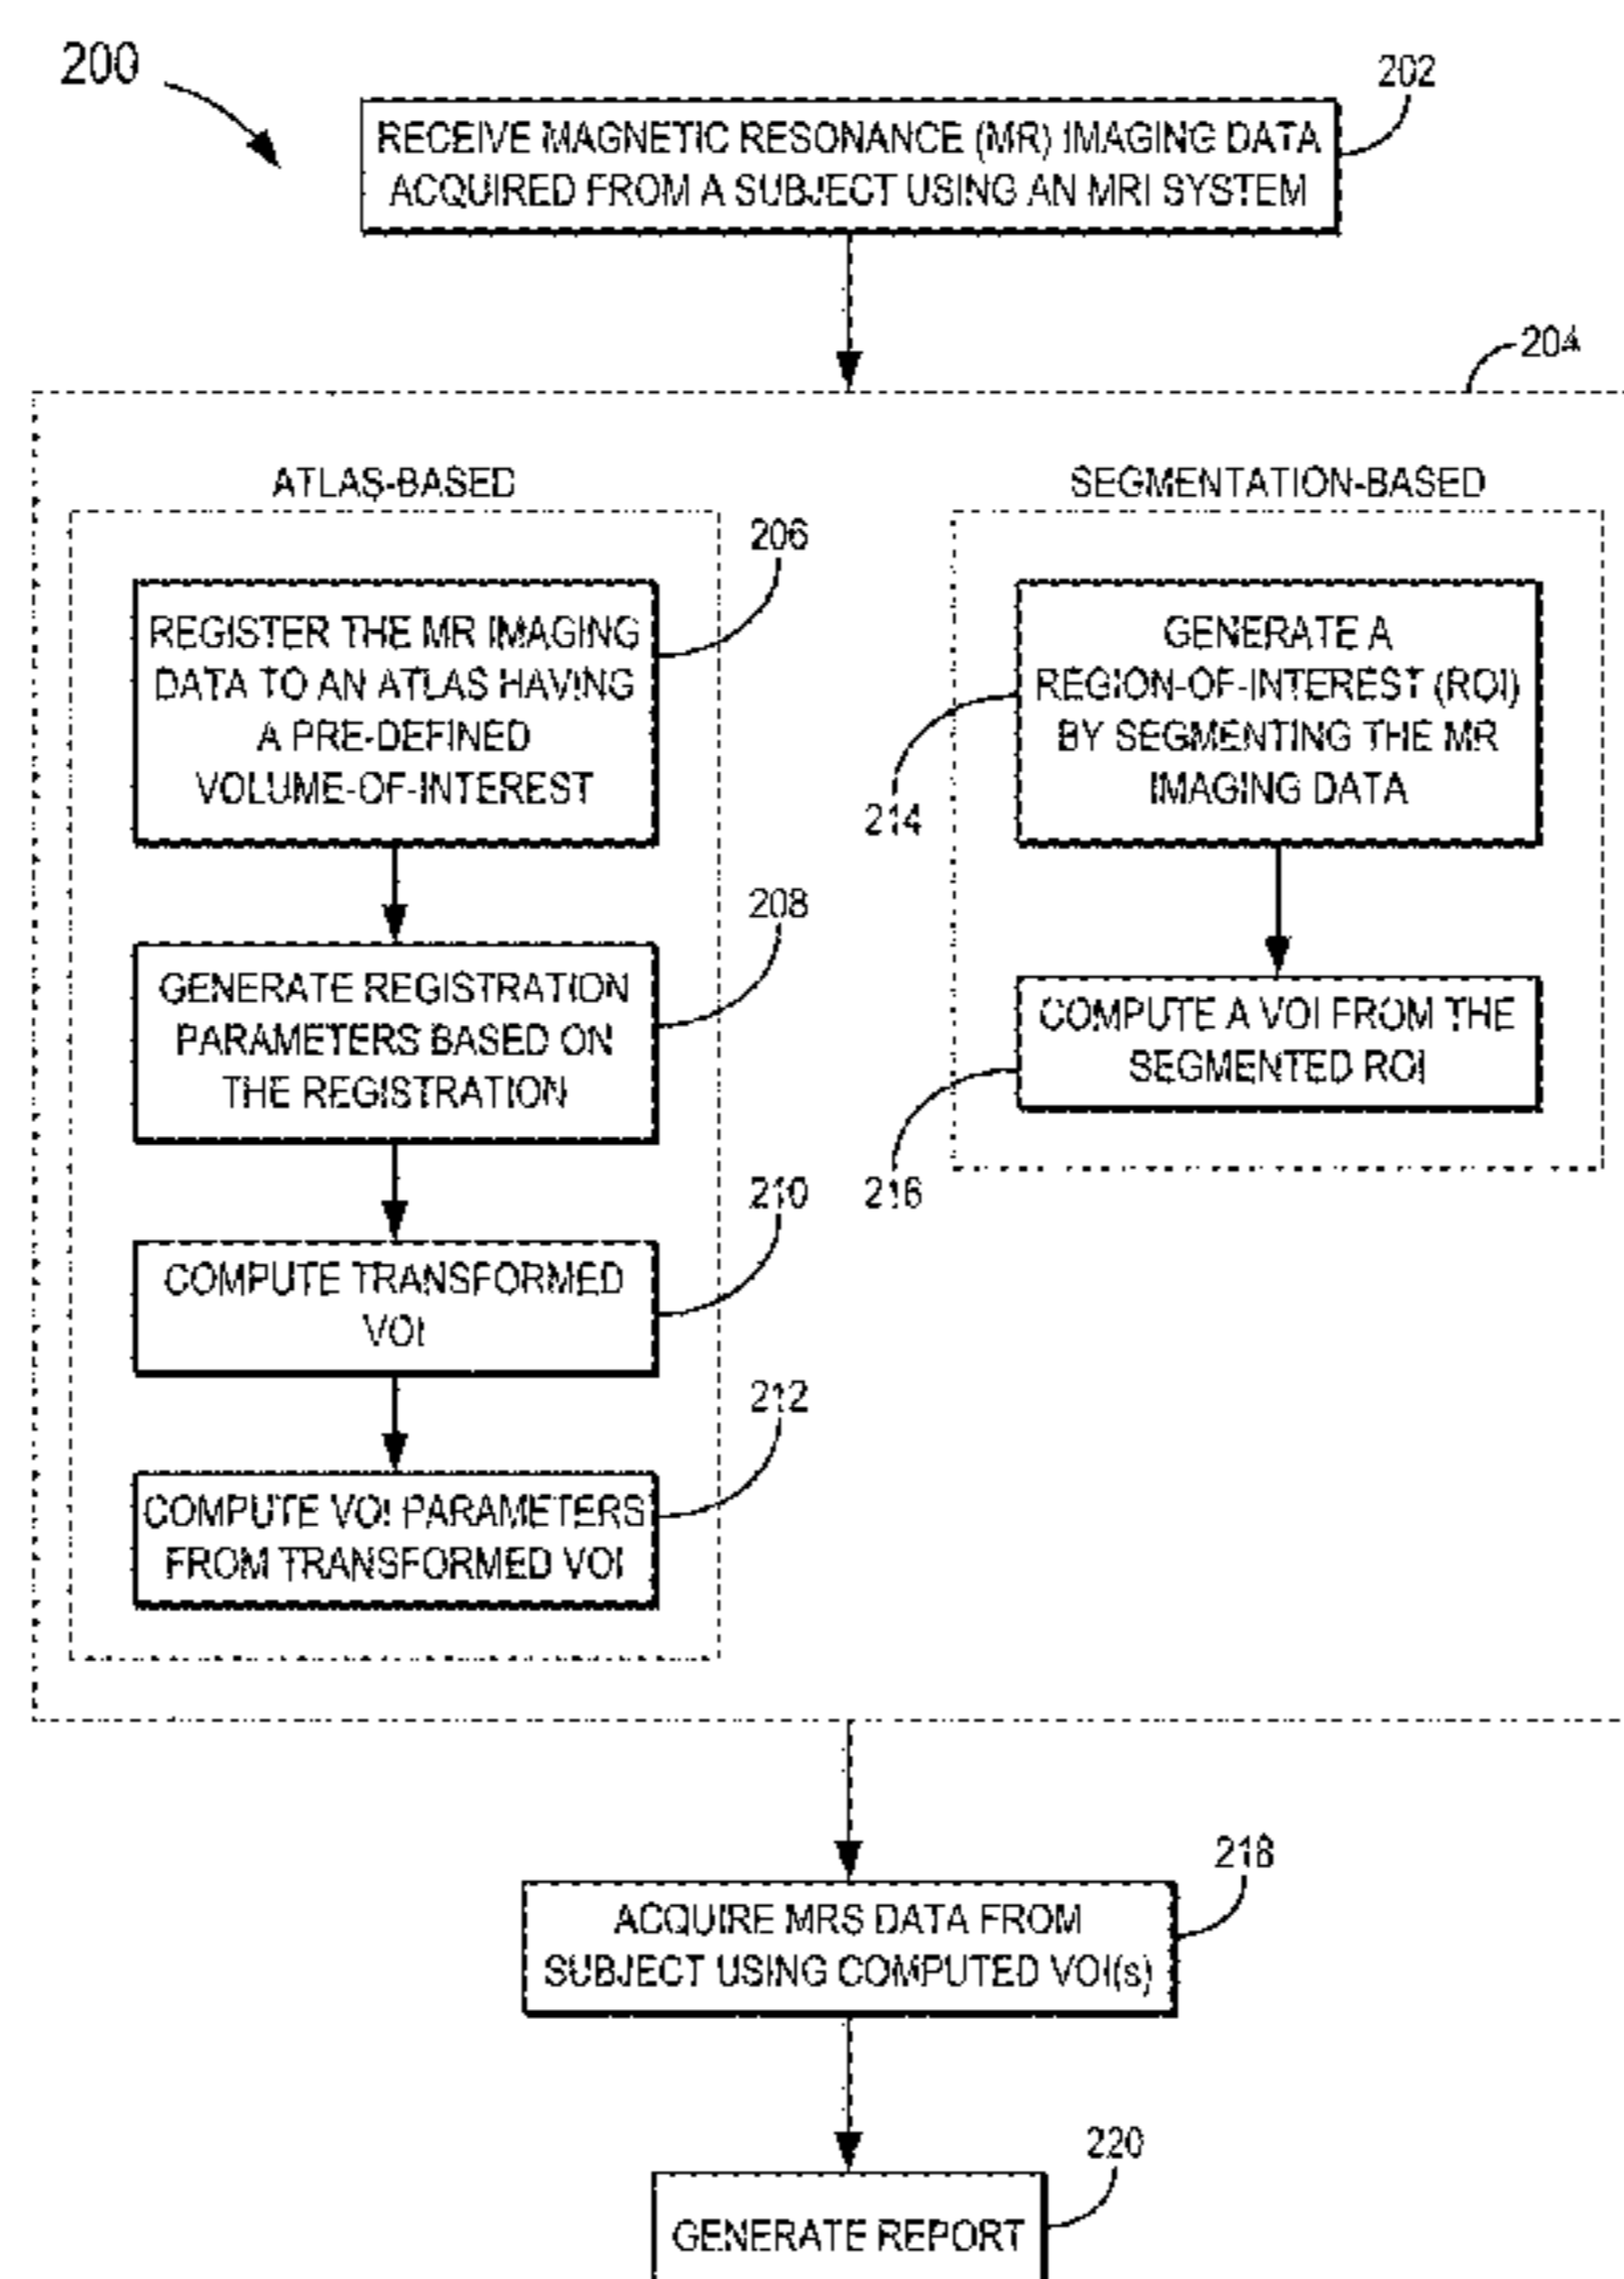 200
202
RECEIVE MAGNETIC RESONANCE (MR) IMAGING DATA
ACQUIRED FROM A SUBJECT USING AN MRI SYSTEM
204
ATLAS-BASED
206
REGISTER THE MR IMAGING
DATA TO AN ATLAS HAVING
A PRE-DEFINED
VOLUME-OF-INTEREST
208
GENERATE REGISTRATION
PARAMETERS BASED ON
THE REGISTRATION
210
COMPUTE TRANSFORMED
VOI
212
COMPUTE VOI PARAMETERS
FROM TRANSFORMED VOI
SEGMENTATION-BASED
GENERATE A
REGION-OF-INTEREST (ROI)
BY SEGMENTING THE MR
IMAGING DATA
214
COMPUTE A VOI FROM THE
SEGMENTED ROI
216
218
ACQUIRE MRS DATA FROM
SUBJECT USING COMPUTED VOI(s)
220
GENERATE REPORT